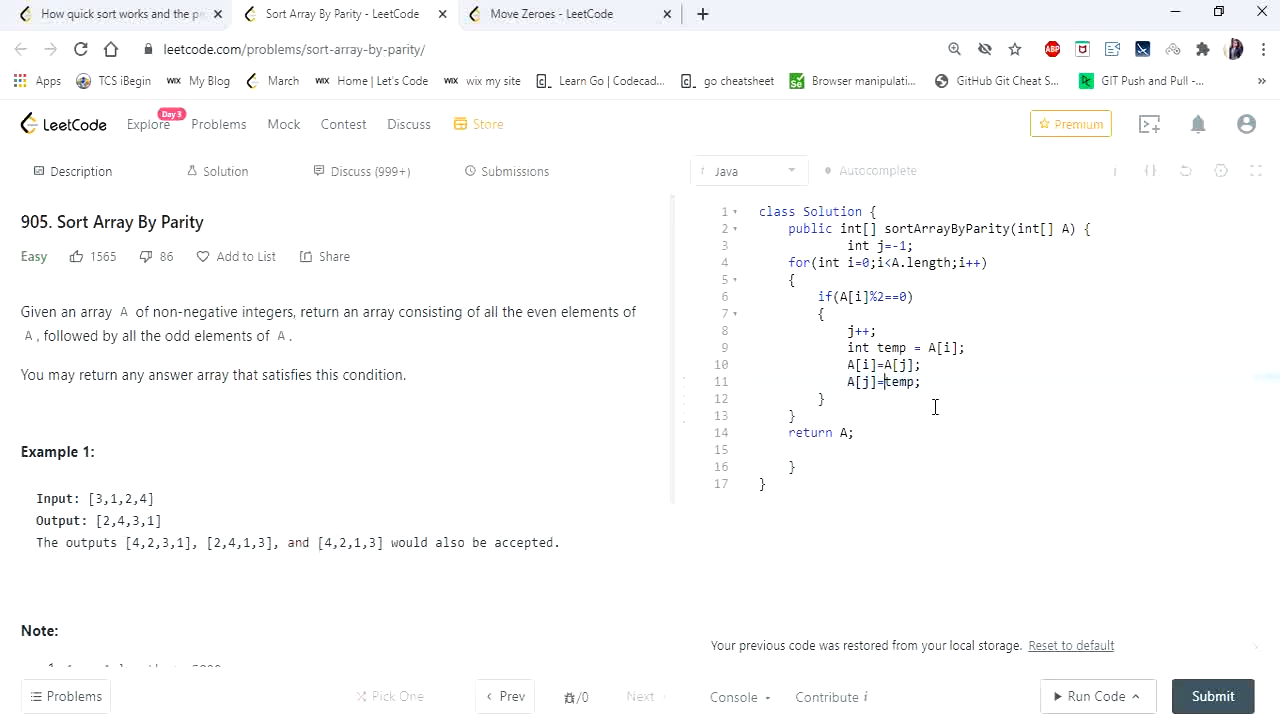 How quick sort works and the p
Sort Array By Parity - LeetCode
Move Zeroes - LeetCode
leetcode.com/problems/sort-array-by-parity/
ABP
Apps
TCS iBegin
WIX My Blog
March
WIX Home | Let's Code
WIX wix my site
Learn Go | Codecad...
go cheatsheet
Se Browser manipulati...
GitHub Git Cheat S...
GIT Push and Pull -...
»
LeetCode
Explore
Day 3
Problems
Mock
Contest
Discuss
Store
Premium
Description
Solution
Discuss (999+)
Submissions
i Java
Autocomplete
i
{}
905. Sort Array By Parity
Easy
1565
86
Add to List
Share
Given an array A of non-negative integers, return an array consisting of all the even elements of
A, followed by all the odd elements of A.
You may return any answer array that satisfies this condition.
Example 1:
Input: [3,1,2,4]
Output: [2,4,3,1]
The outputs [4,2,3,1], [2,4,1,3], and [4,2,1,3] would also be accepted.
Note:
1 class Solution {
2 public int[] sortArrayByParity(int[] A) {
3 int j=-1;
4 for(int i=0;i<A.length;i++)
5 {
6 if(A[i]%2==0)
7 {
8 j++;
9 int temp = A[i];
10 A[i]=A[j];
11 A[j]=temp;
12 }
13 }
14 return A;
15
16 }
17 }
Your previous code was restored from your local storage. Reset to default
Problems
Pick One
‹ Prev
/0
Next ›
Console
Contribute i
Run Code
Submit